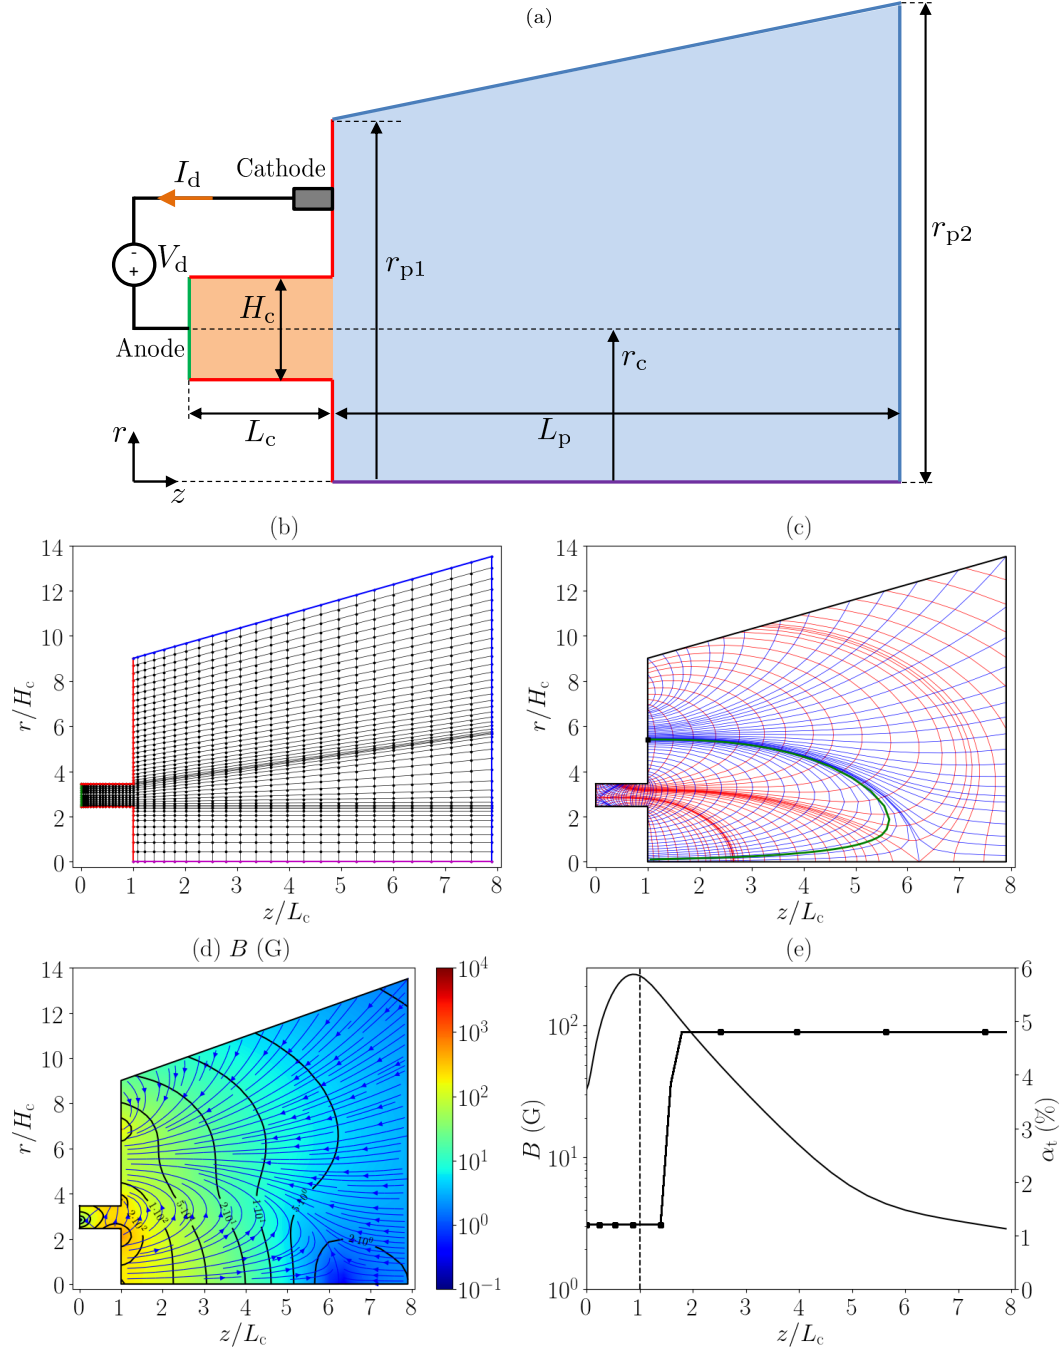 (a)
Cathode
I_d
V_d
-
+
Anode
H_c
L_c
r_p1
r_c
r_p2
L_p
r
z
(b)
14
12
10
8
6
4
2
0
r/H_c
0 1 2 3 4 5 6 7 8
z/L_c
(c)
14
12
10
8
6
4
2
0
r/H_c
0 1 2 3 4 5 6 7 8
z/L_c
(d) B (G)
14
12
10
8
6
4
2
0
r/H_c
0 1 2 3 4 5 6 7 8
z/L_c
10^4
10^3
10^2
10^1
10^0
10^-1
(e)
10^2
10^1
10^0
B (G)
6
5
4
3
2
1
0
α_t (%)
0 1 2 3 4 5 6 7 8
z/L_c